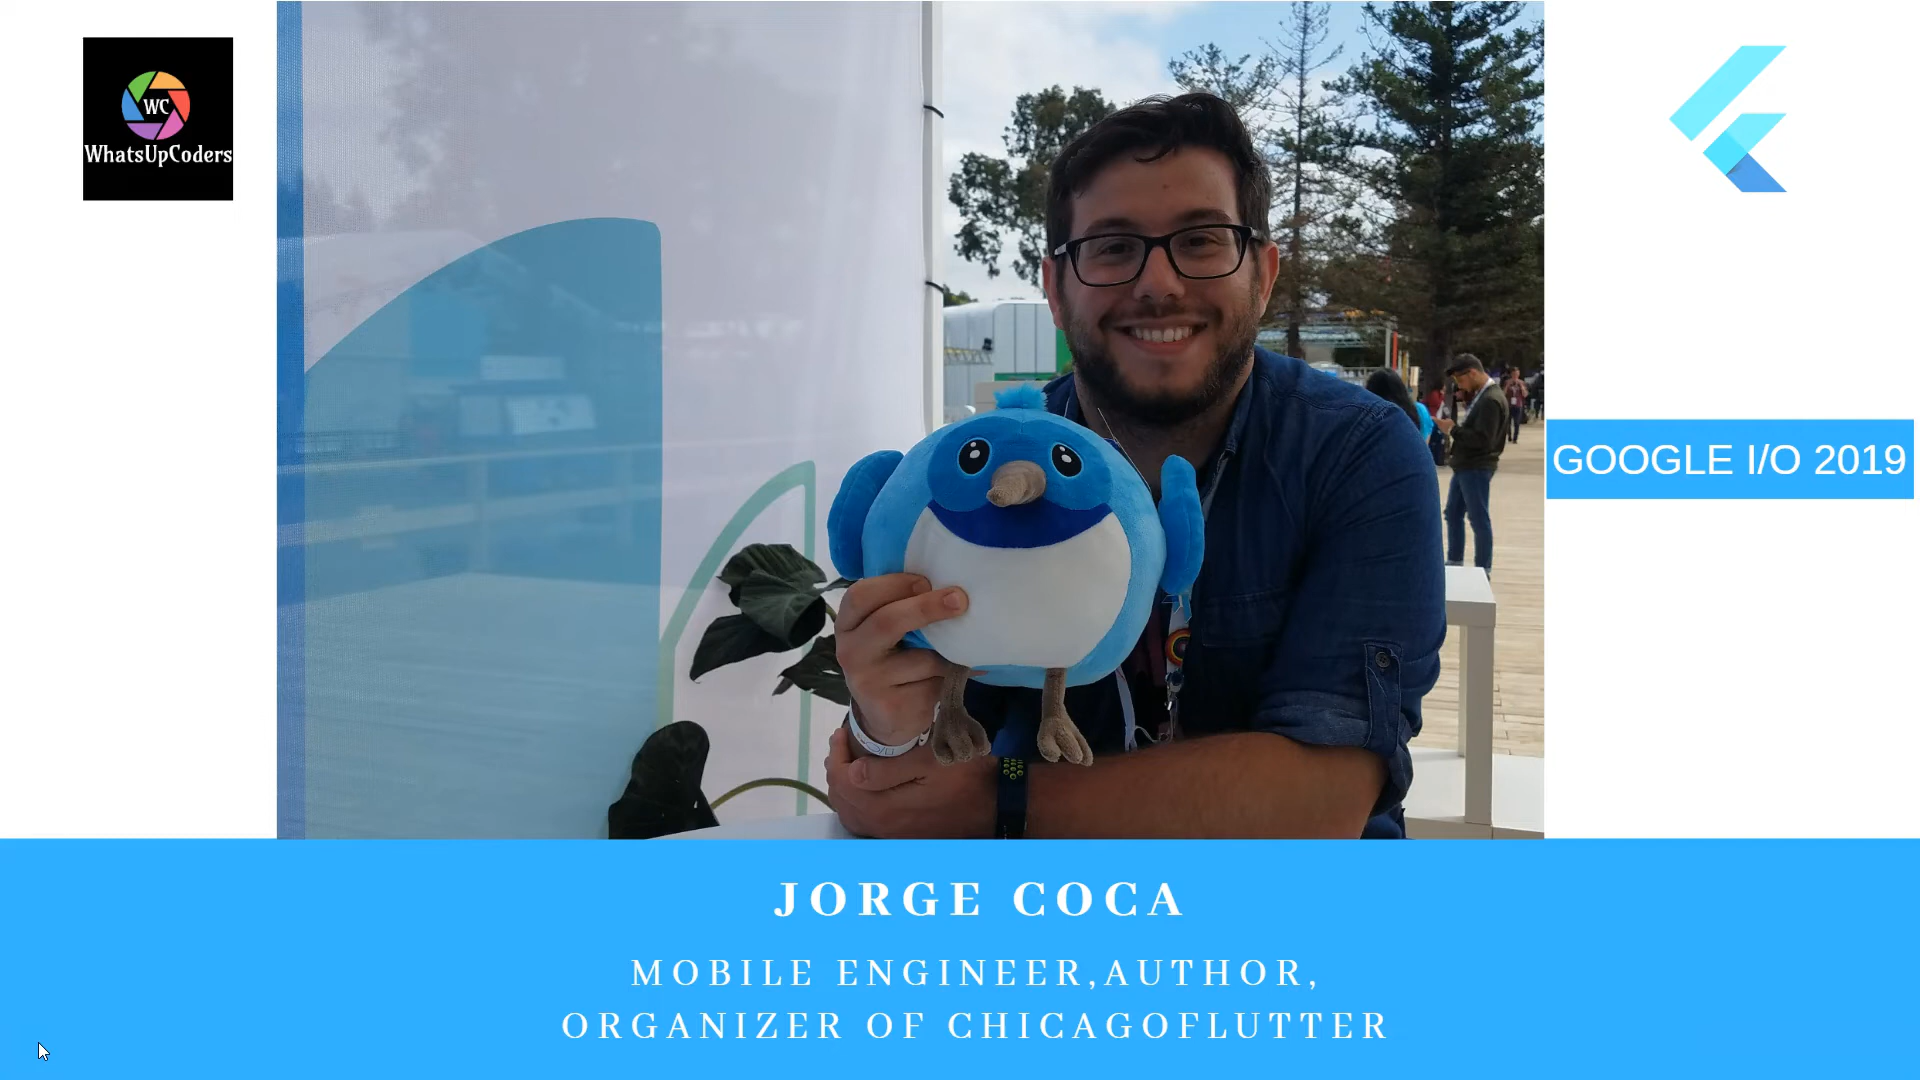 WC
WhatsUpCoders
GOOGLE I/O 2019
JORGE COCA
MOBILE ENGINEER,AUTHOR,
ORGANIZER OF CHICAGOFLUTTER